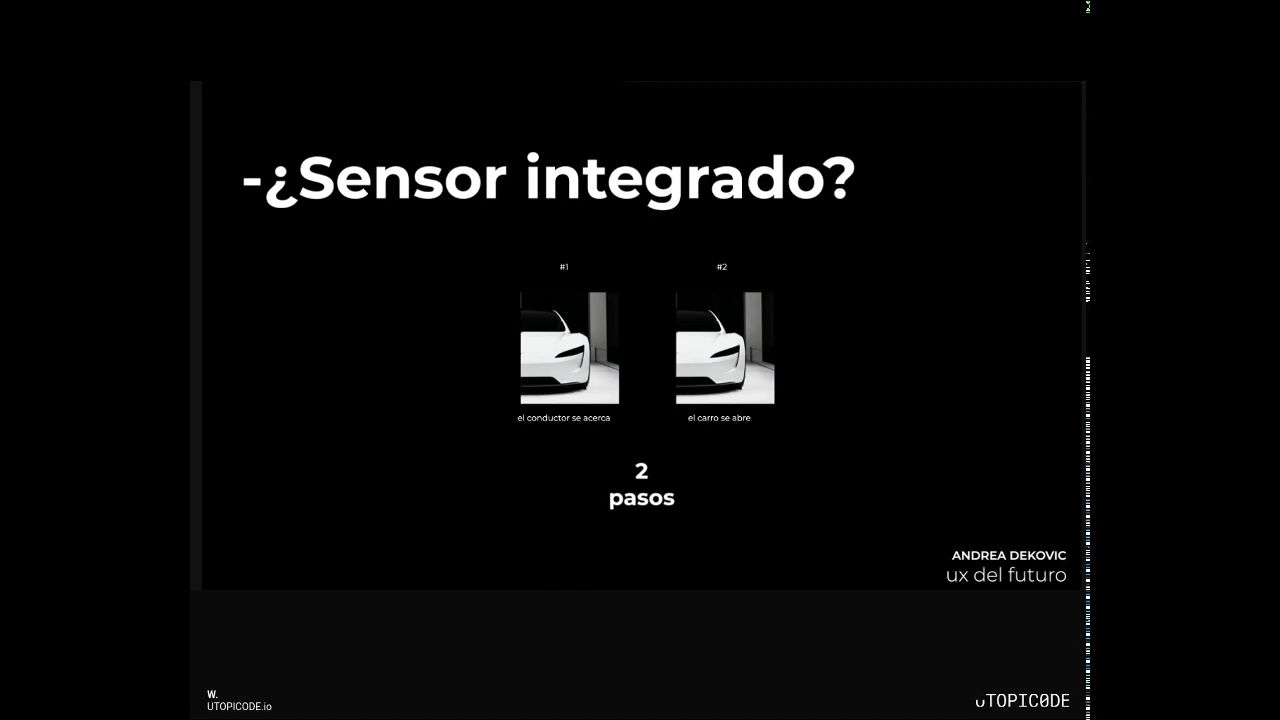 -¿Sensor integrado?
#1
#2
el conductor se acerca
el carro se abre
2
pasos
ANDREA DEKOVIC
ux del futuro
W.
UTOPICODE.io
UTOPIC0DE